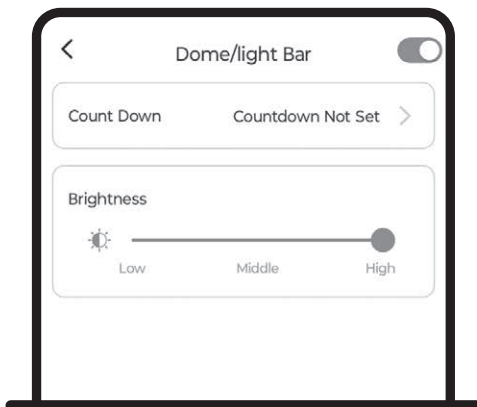 Dome/light Bar
Count Down Countdown Not Set
Brightness
Low Middle High